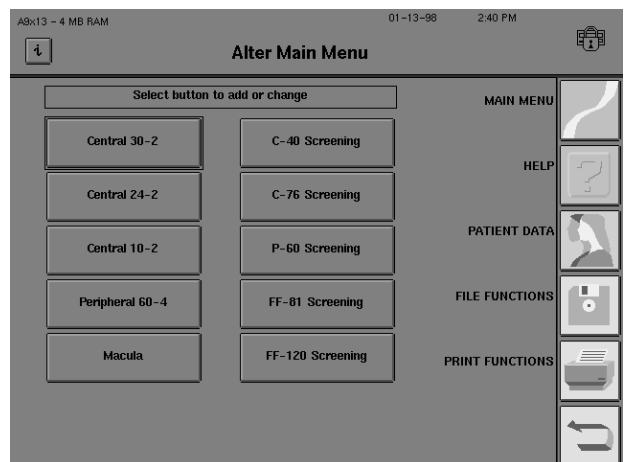 A9x13 - 4 MB RAM
01-13-98 2:40 PM
i
Alter Main Menu
Select button to add or change
Central 30-2
C-40 Screening
Central 24-2
C-76 Screening
Central 10-2
P-60 Screening
Peripheral 60-4
FF-81 Screening
Macula
FF-120 Screening
MAIN MENU
HELP
?
PATIENT DATA
FILE FUNCTIONS
PRINT FUNCTIONS